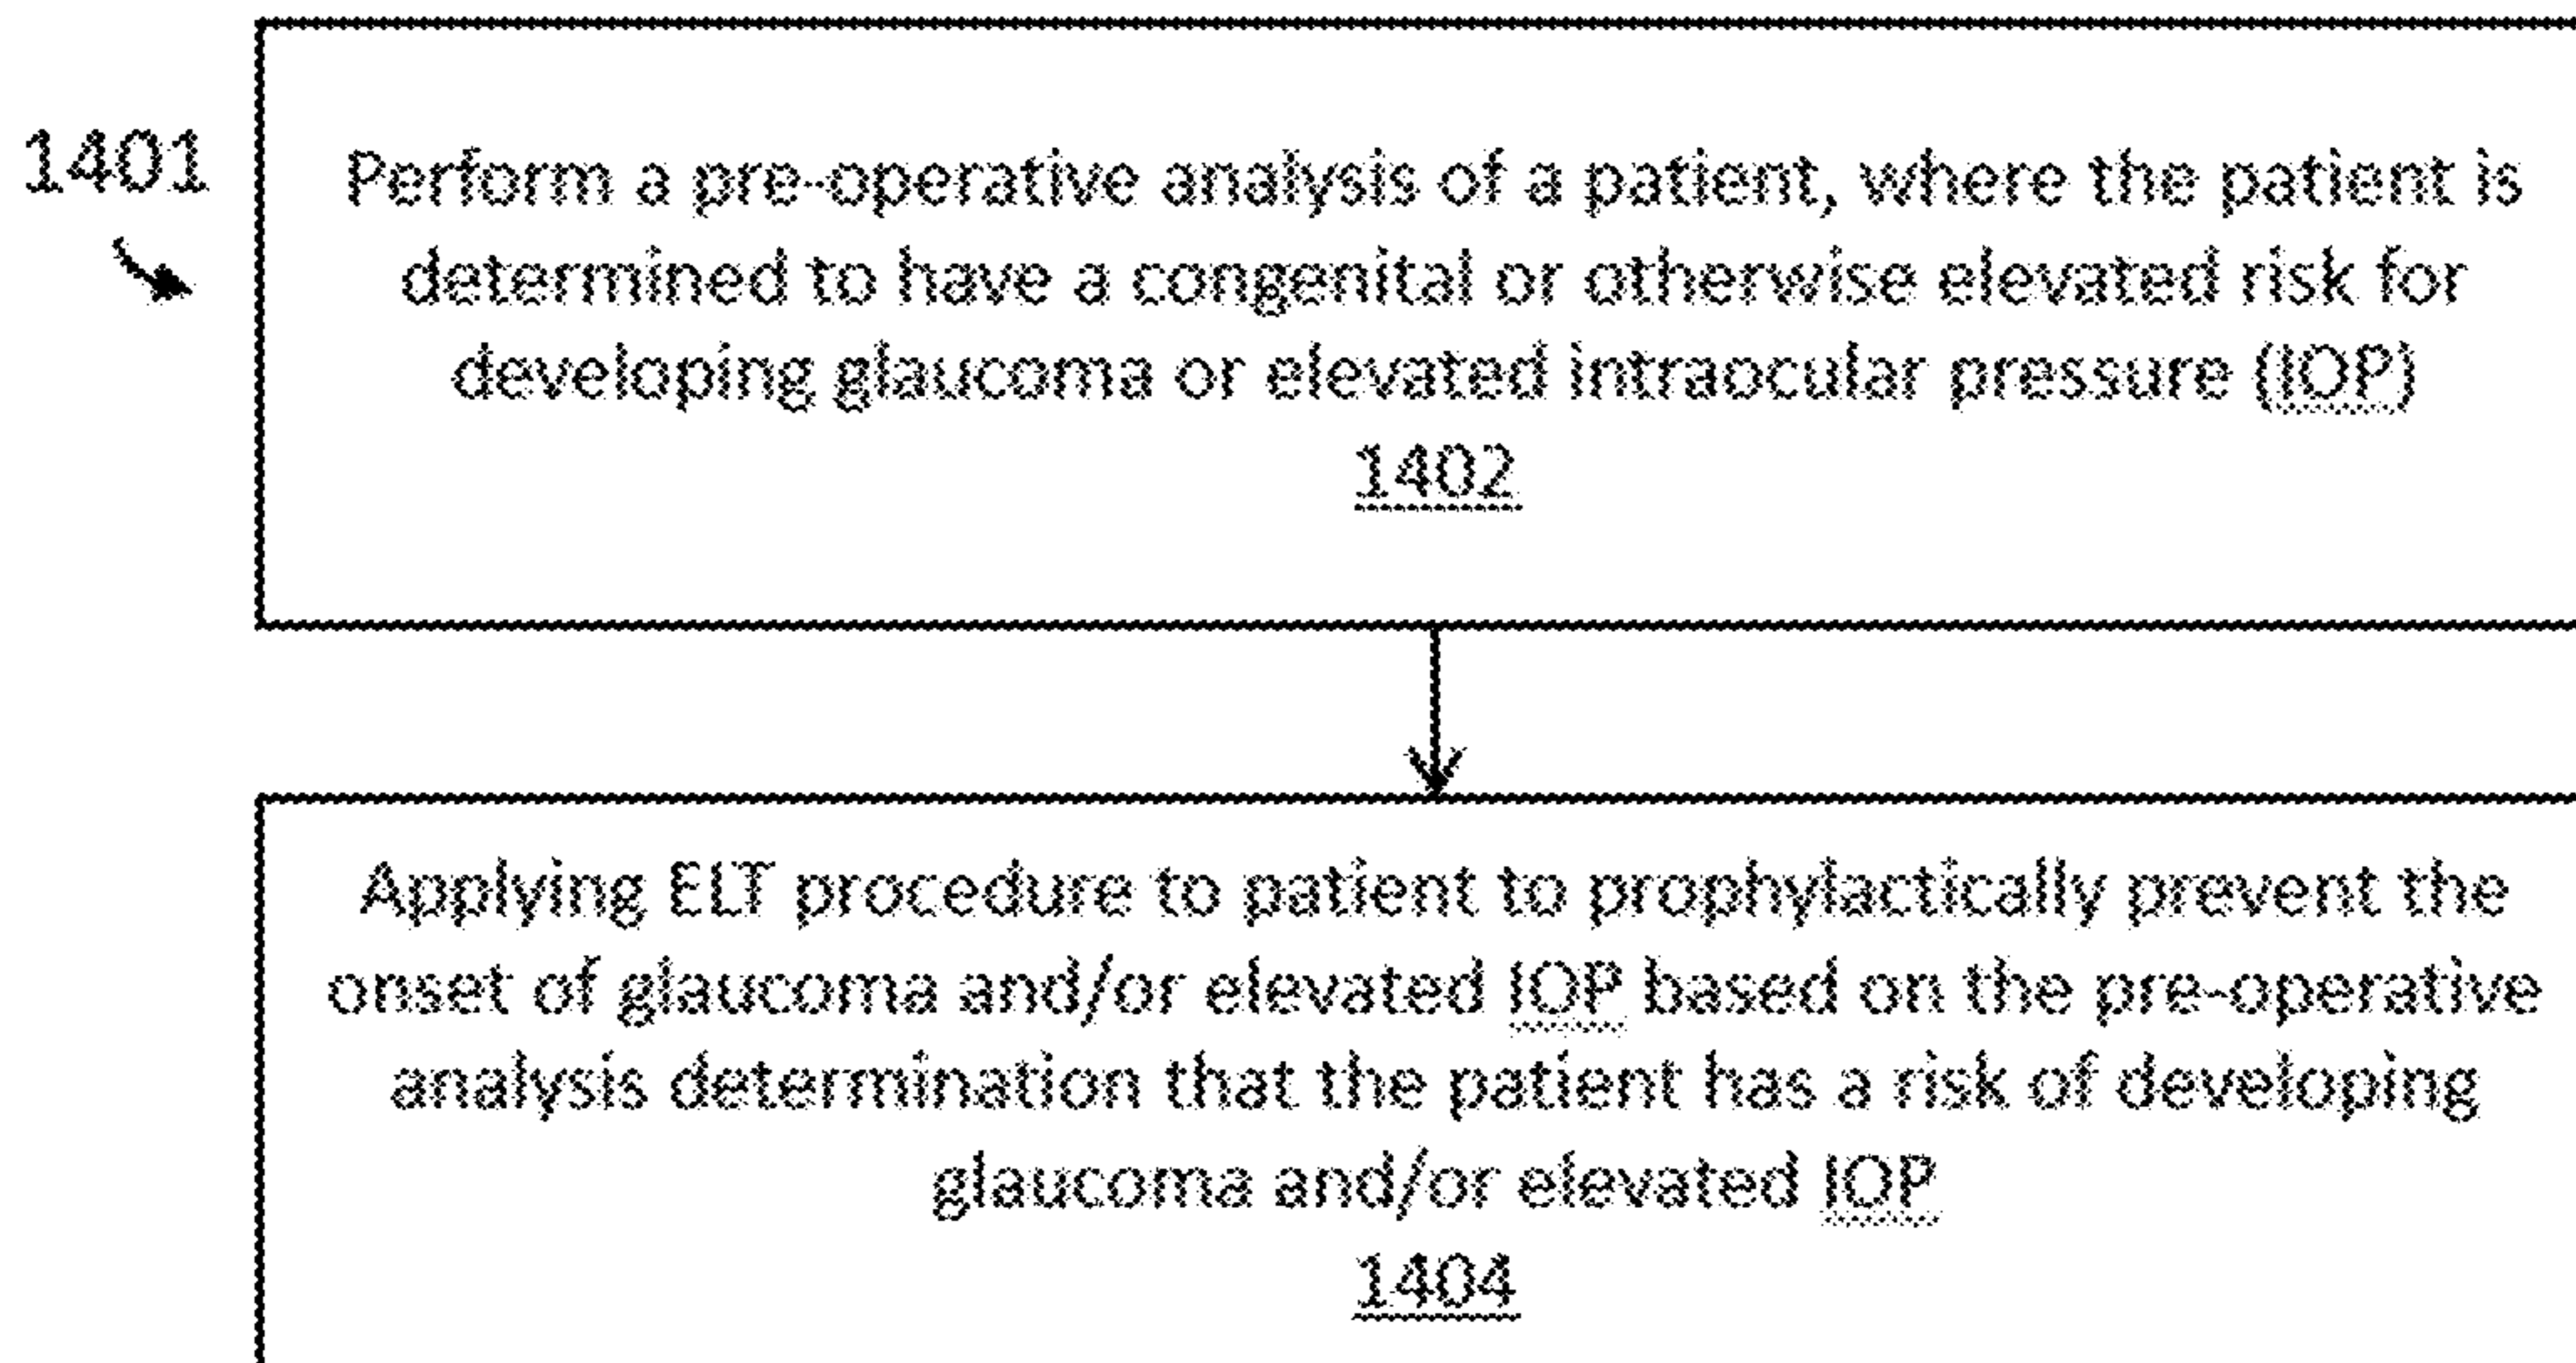 1401
Perform a pre-operative analysis of a patient, where the patient is
determined to have a congenital or otherwise elevated risk for
developing glaucoma or elevated intraocular pressure (IOP)
1402
Applying ELT procedure to patient to prophylactically prevent the
onset of glaucoma and/or elevated IOP based on the pre-operative
analysis determination that the patient has a risk of developing
glaucoma and/or elevated IOP
1404